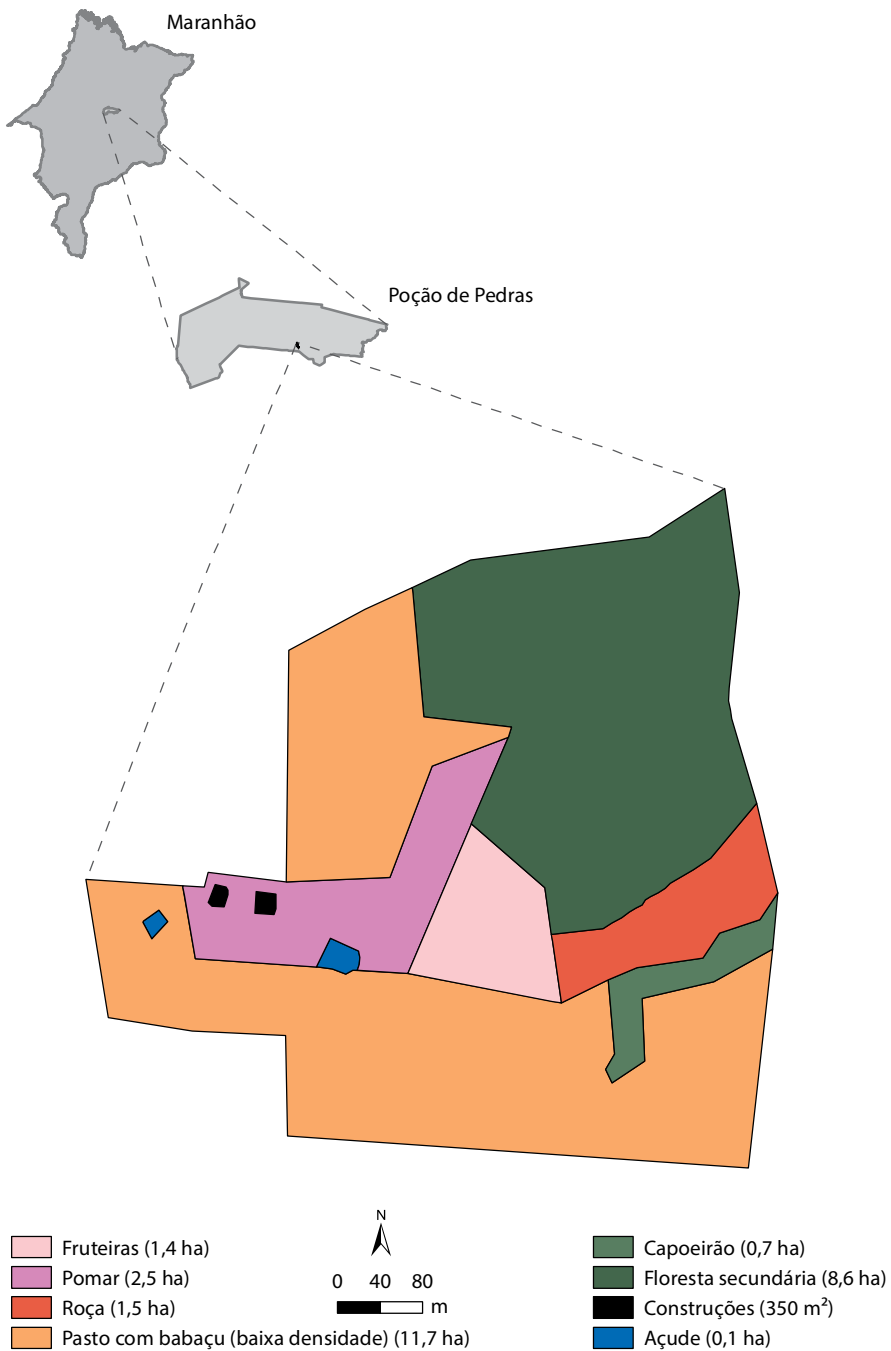 Maranhão
Poção de Pedras
N
0 40 80
m
Fruteiras (1,4 ha)
Pomar (2,5 ha)
Roça (1,5 ha)
Pasto com babaçu (baixa densidade) (11,7 ha)
Capoeirão (0,7 ha)
Floresta secundária (8,6 ha)
Construções (350 m²)
Açude (0,1 ha)